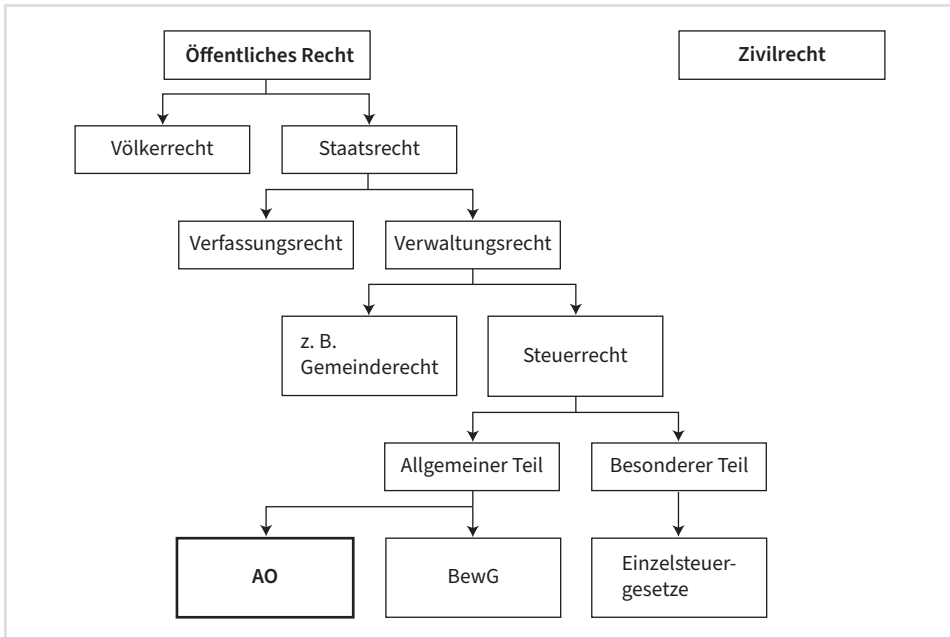 Öffentliches Recht
Zivilrecht
Völkerrecht
Staatsrecht
Verfassungsrecht
Verwaltungsrecht
z. B.
Gemeinderecht
Steuerrecht
Allgemeiner Teil
Besonderer Teil
AO
BewG
Einzelsteuer-
gesetze